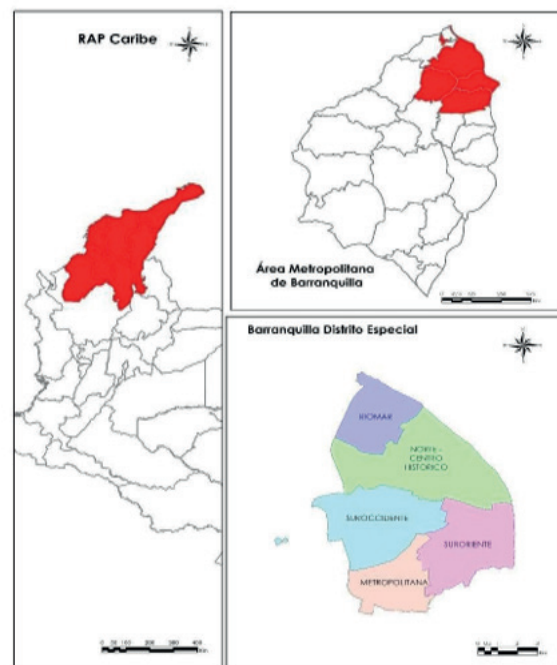 RAP Caribe
Área Metropolitana
de Barranquilla
Barranquilla Distrito Especial
RIOMAR
NORTE -
CENTRO
HISTORICO
SUROCCIDENTE
SURORIENTE
METROPOLITANA